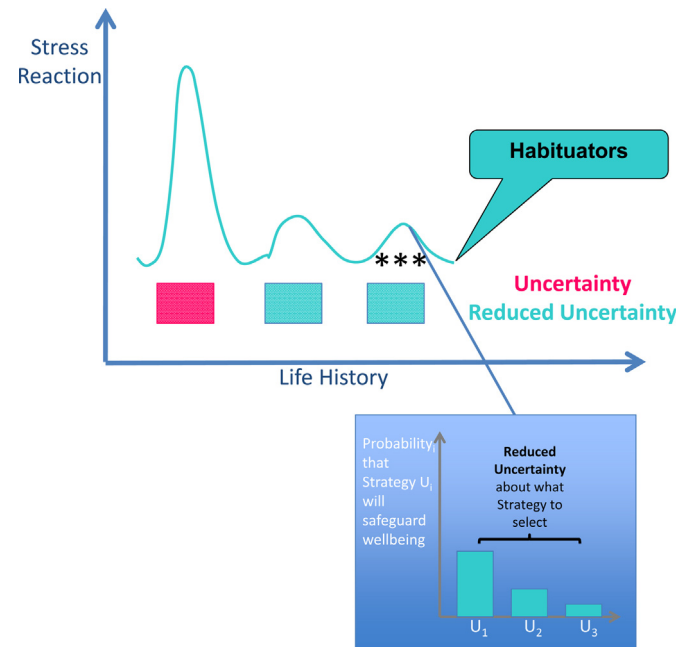 Stress
Reaction
Habituators
***
Uncertainty
Reduced Uncertainty
Life History
Probabilityᵢ
that
Strategy Uᵢ
will
safeguard
wellbeing
Reduced
Uncertainty
about what
Strategy to
select
U₁ U₂ U₃